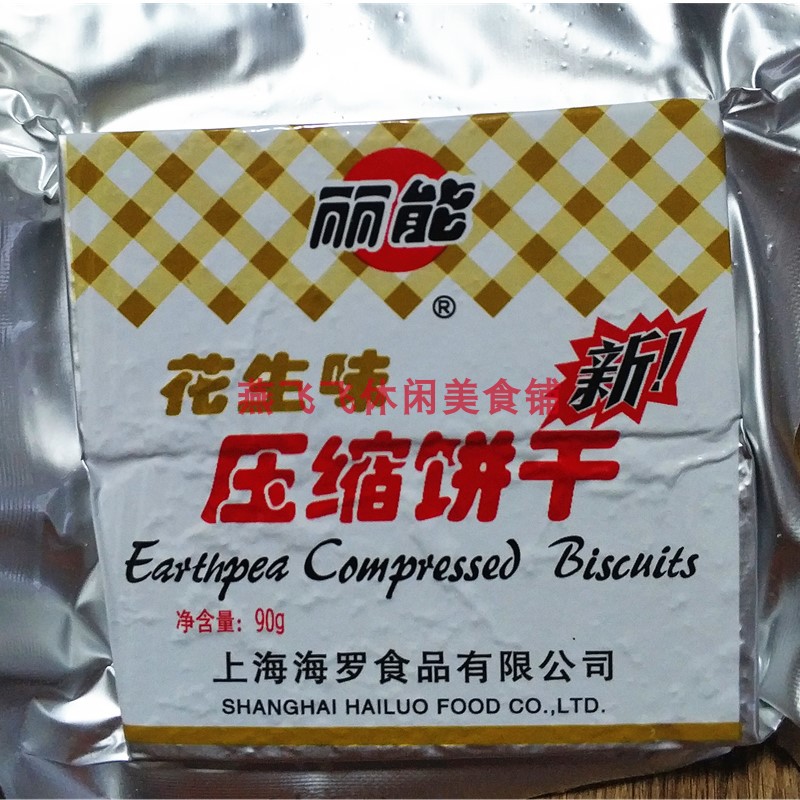 丽能
®
花生味
新!
燕飞飞休闲美食铺
压缩饼干
Earthpea Compressed Biscuits
净含量：90g
上海海罗食品有限公司
SHANGHAI HAILUO FOOD CO.,LTD.